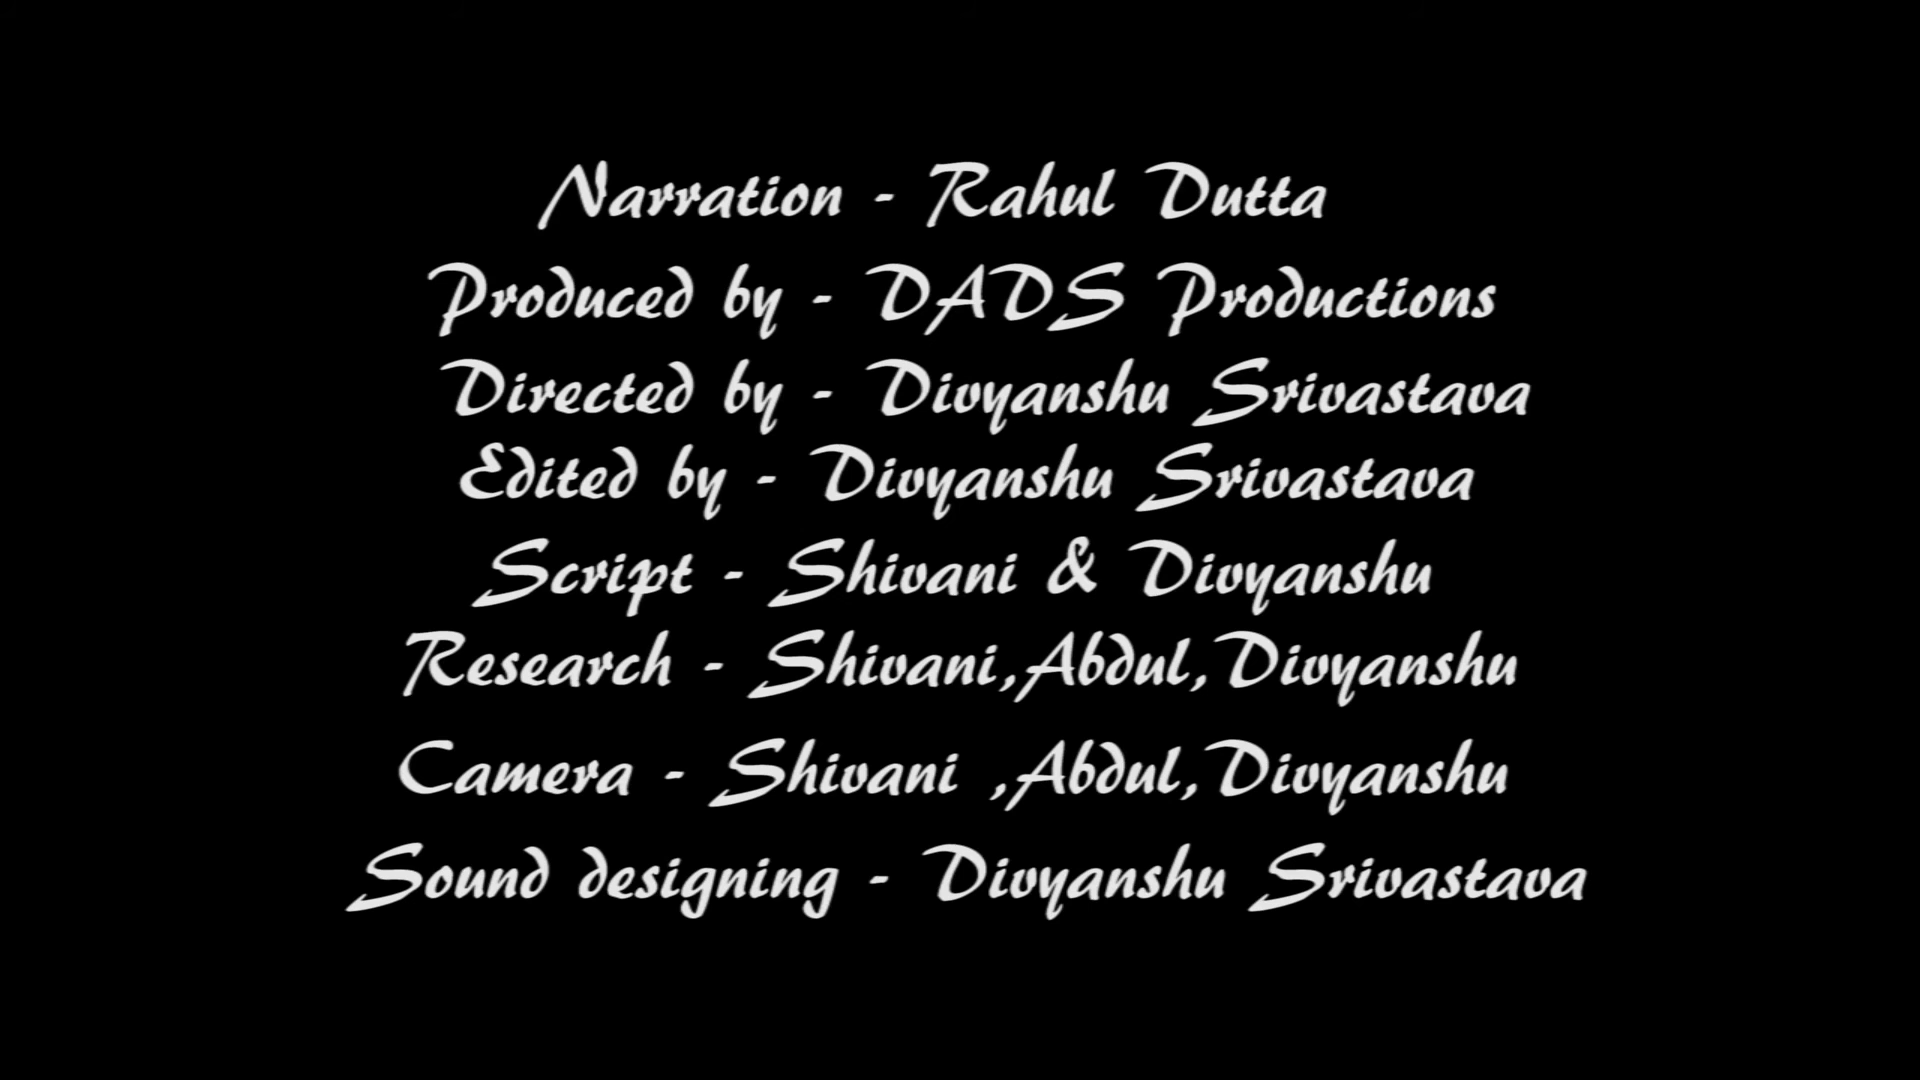 Narration - Rahul Dutta
Produced by - DADS Productions
Directed by - Divyanshu Srivastava
Edited by - Divyanshu Srivastava
Script - Shivani & Divyanshu
Research - Shivani,Abdul,Divyanshu
Camera - Shivani ,Abdul,Divyanshu
Sound designing - Divyanshu Srivastava